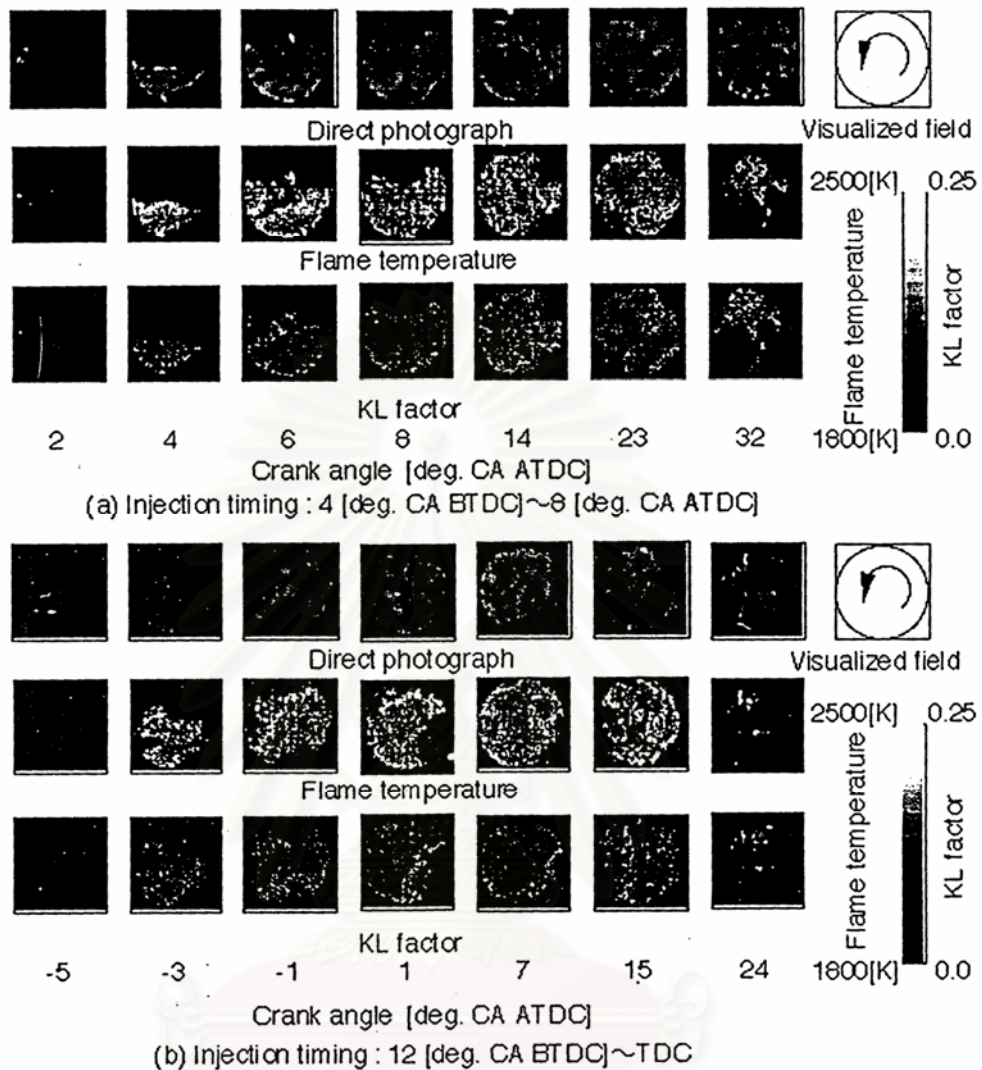 Direct photograph
Visualized field
2500[K] 0.25
Flame temperature
Flame temperature
KL factor
KL factor
1800[K] 0.0
2 4 6 8 14 23 32
Crank angle [deg. CA ATDC]
(a) Injection timing : 4 [deg. CA BTDC]~8 [deg. CA ATDC]
Direct photograph
Visualized field
2500[K] 0.25
Flame temperature
Flame temperature
KL factor
KL factor
1800[K] 0.0
-5 -3 -1 1 7 15 24
Crank angle [deg. CA ATDC]
(b) Injection timing : 12 [deg. CA BTDC]~TDC